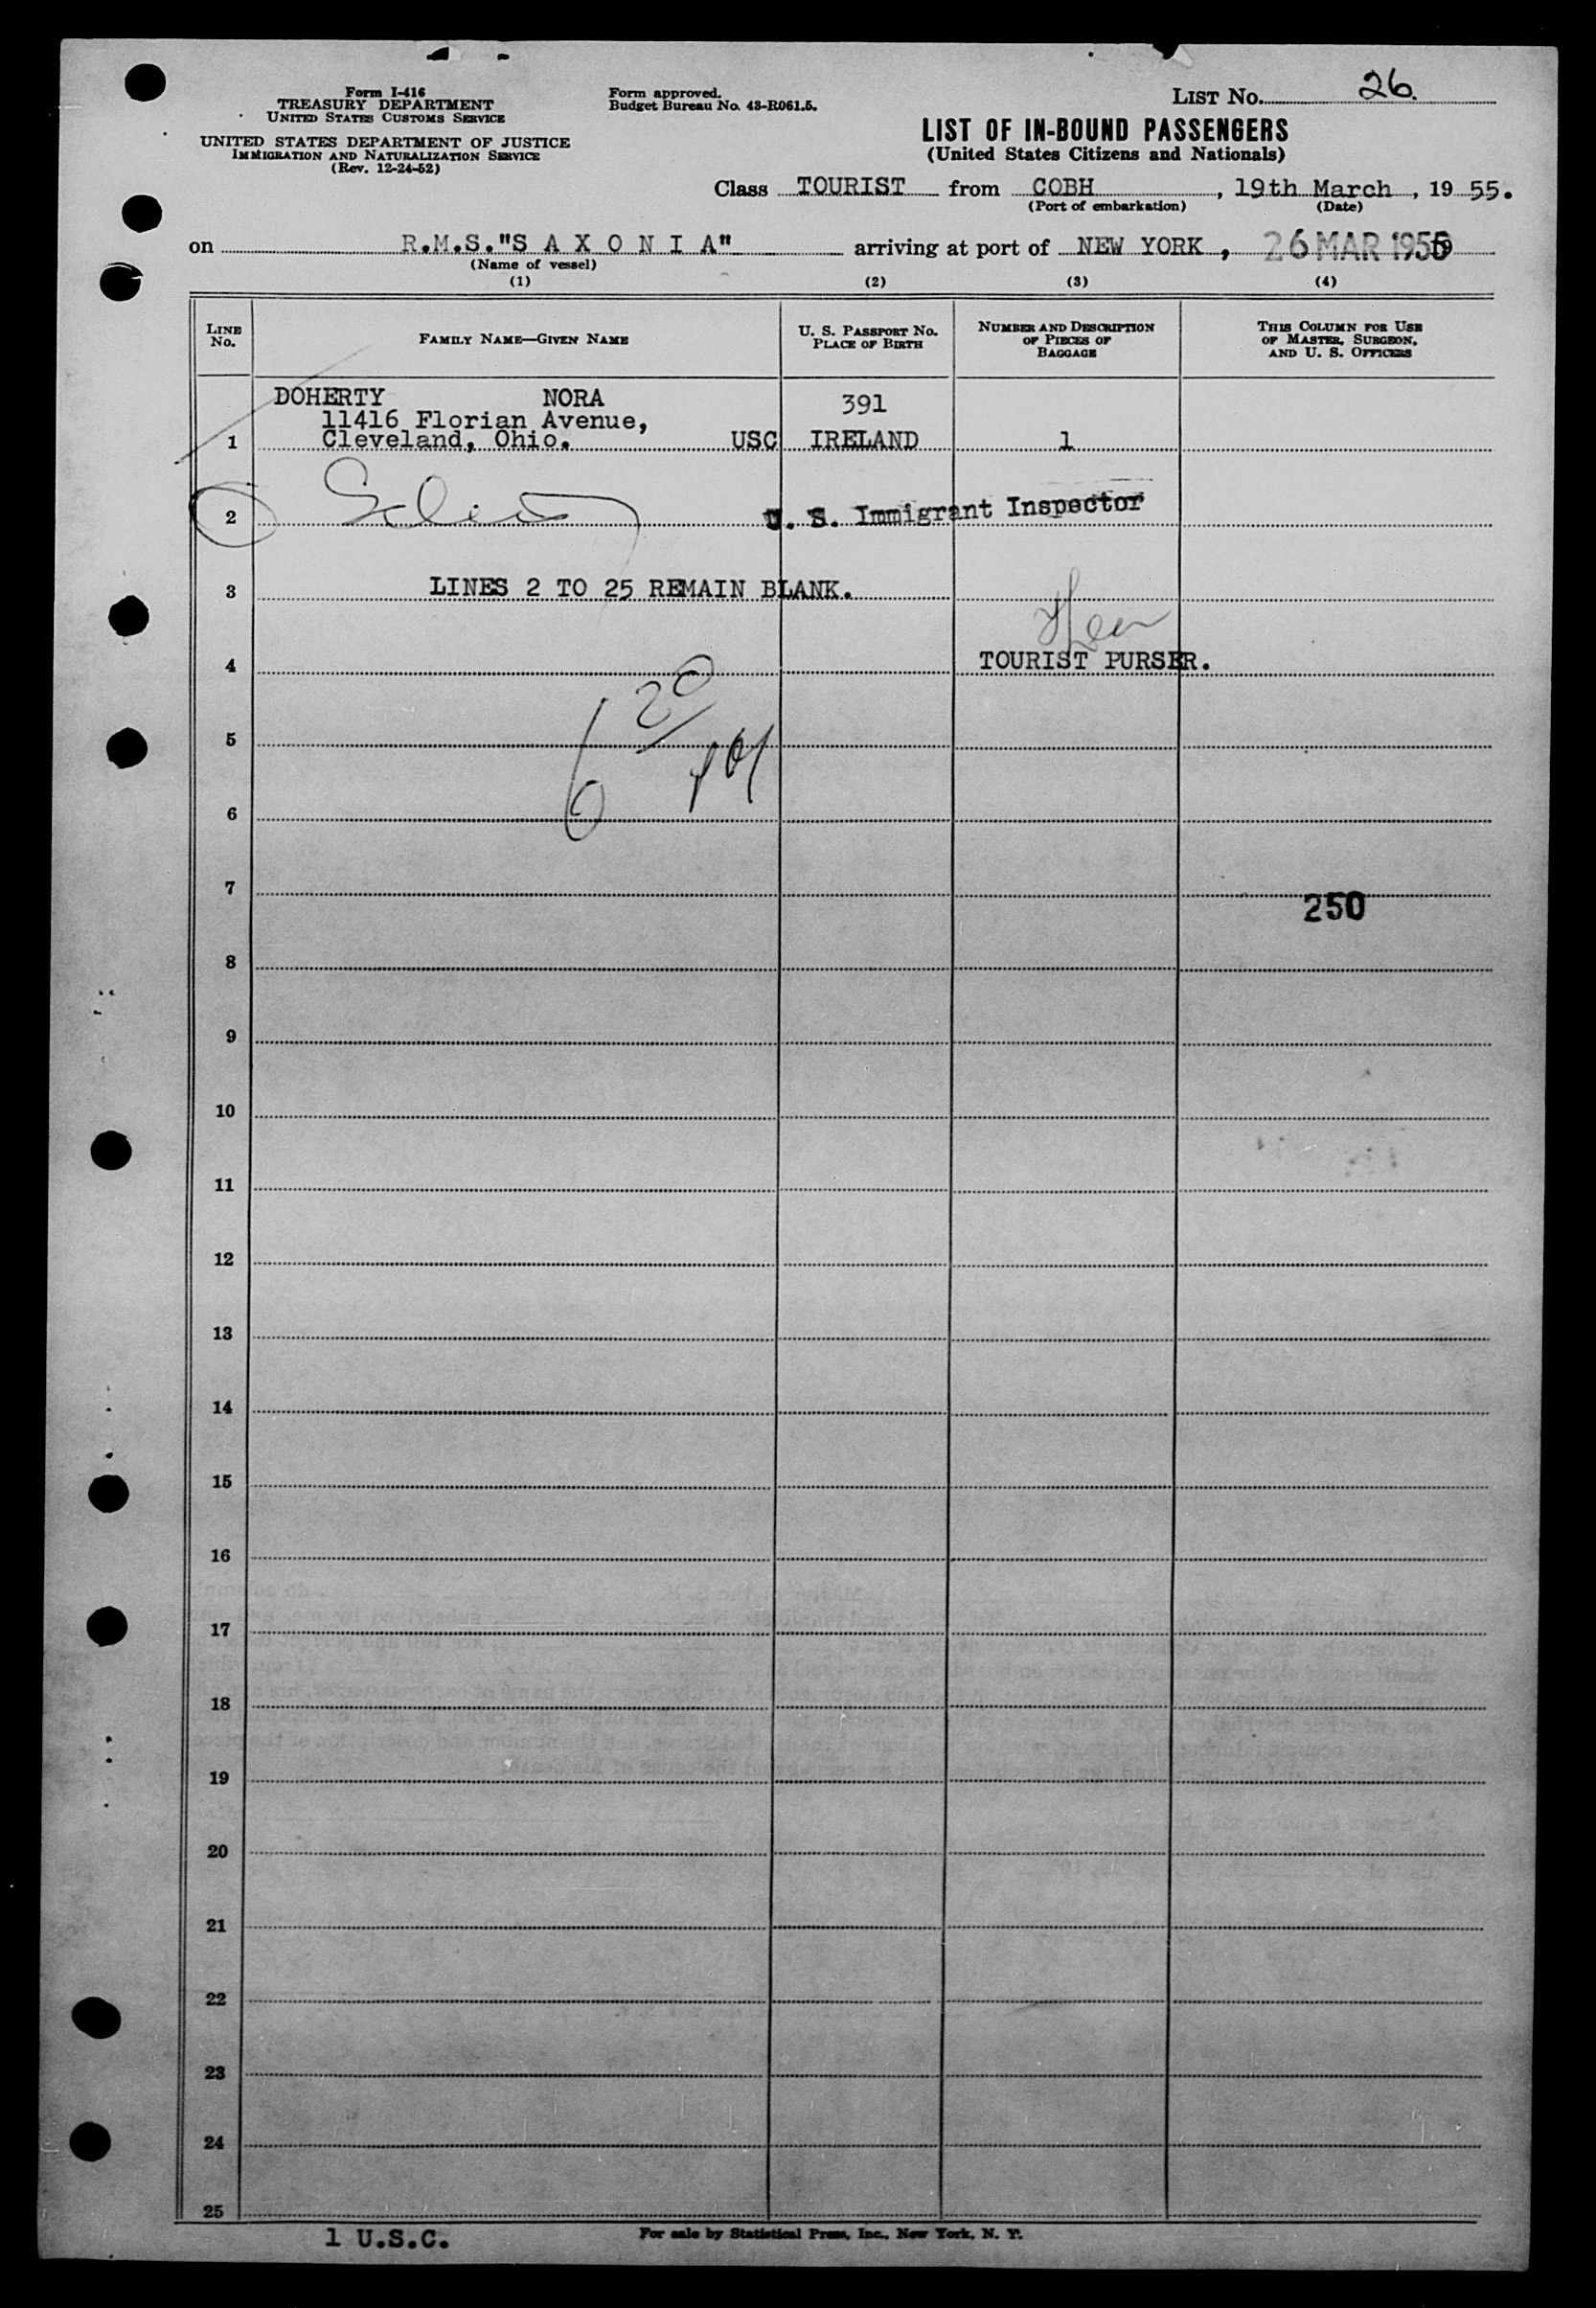 Form I-416
TREASURY DEPARTMENT
UNITED STATES CUSTOMS SERVICE
UNITED STATES DEPARTMENT OF JUSTICE
IMMIGRATION AND NATURALIZATION SERVICE
(Rev. 12-24-52)
Form approved.
Budget Bureau No. 43-R061.5.
LIST No. 26.
LIST OF IN-BOUND PASSENGERS
(United States Citizens and Nationals)
Class TOURIST from COBH, 19th March, 19 55.
(Port of embarkation) (Date)
on R.M.S."S A X O N I A" arriving at port of NEW YORK, 26 MAR 1955 19
(Name of vessel)
(1) (2) (3) (4)
LINE No. FAMILY NAME—GIVEN NAME U. S. PASSPORT No. PLACE OF BIRTH NUMBER AND DESCRIPTION OF PIECES OF BAGGAGE THIS COLUMN FOR USE OF MASTER, SURGEON, AND U. S. OFFICERS
DOHERTY NORA 391
11416 Florian Avenue,
1 Cleveland, Ohio. USC IRELAND 1
2 U. S. Immigrant Inspector
3 LINES 2 TO 25 REMAIN BLANK.
4 TOURIST PURSER.
5
6
7 250
8
9
10
11
12
13
14
15
16
17
18
19
20
21
22
23
24
25
1 U.S.C. For sale by Statistical Press, Inc., New York, N. Y.